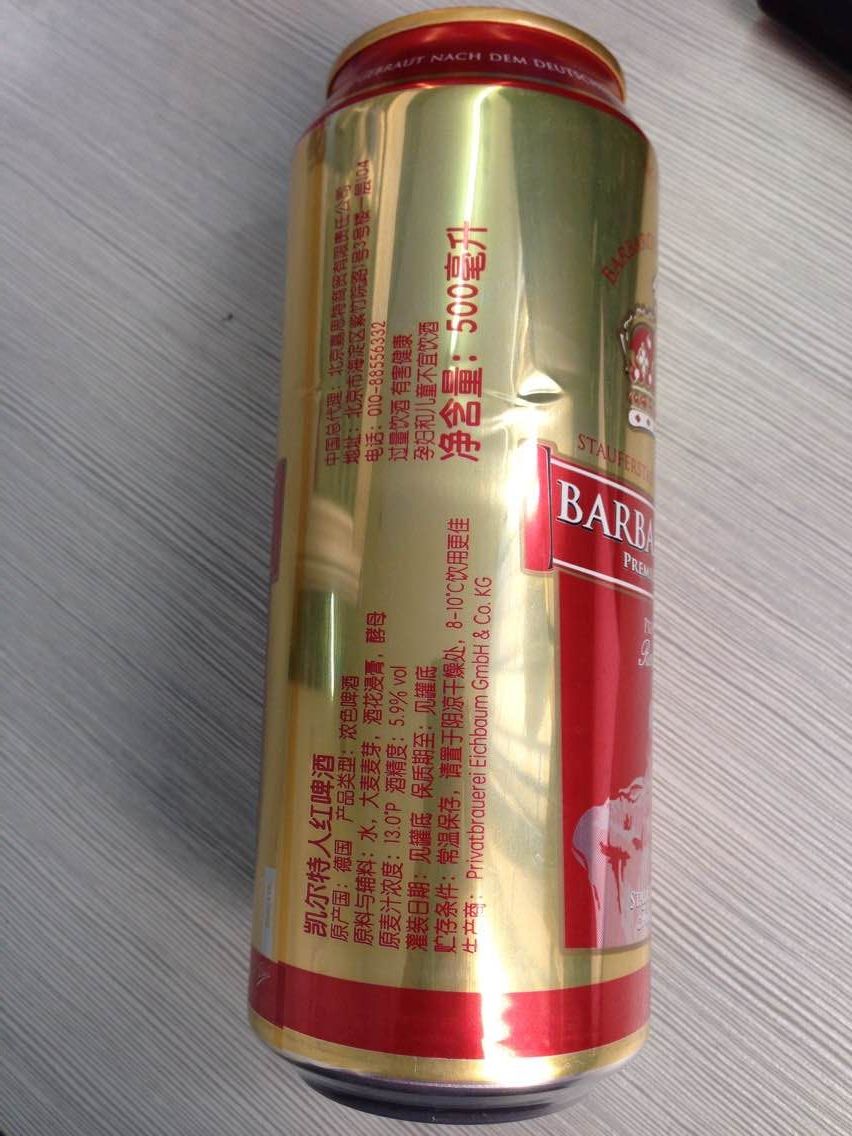 GEBRAUT NACH DEM DEUTSCHEN
凯尔特人红啤酒
原产国：德国 产品类型：浓色啤酒
原料与辅料：水，大麦麦芽，酒花浸膏，酵母
原麦汁浓度：13.0°P 酒精度：5.9% vol
灌装日期：见罐底 保质期至：见罐底
贮存条件：常温保存，请置于阴凉干燥处，8-10℃饮用更佳
生产商：Privatbrauerei Eichbaum GmbH & Co. KG
中国总代理：北京嘉思特商贸有限责任公司
地址：北京市海淀区紫竹院路1号3号楼一层104
电话：010-88556332
过量饮酒 有害健康
孕妇和儿童不宜饮酒
净含量：500毫升
BARBARO
STAUFERSTR
BARBA
PREM